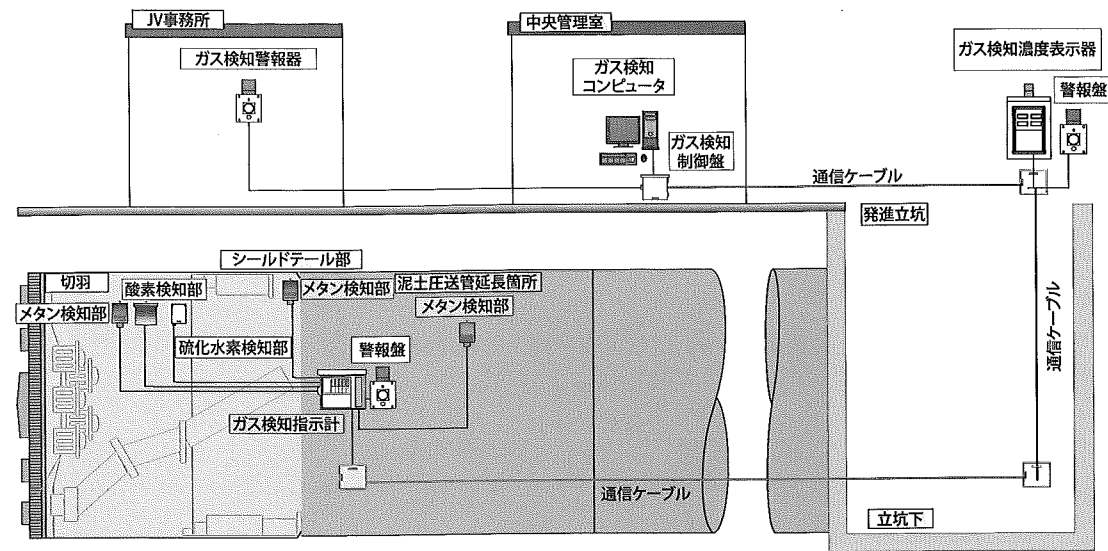 JV事務所
中央管理室
ガス検知警報器
ガス検知
コンピュータ
ガス検知濃度表示器
警報盤
ガス検知
制御盤
通信ケーブル
発進立坑
シールドテール部
切羽
酸素検知部
メタン検知部
泥土圧送管延長箇所
メタン検知部
メタン検知部
硫化水素検知部
警報盤
通信ケーブル
ガス検知指示計
通信ケーブル
立坑下